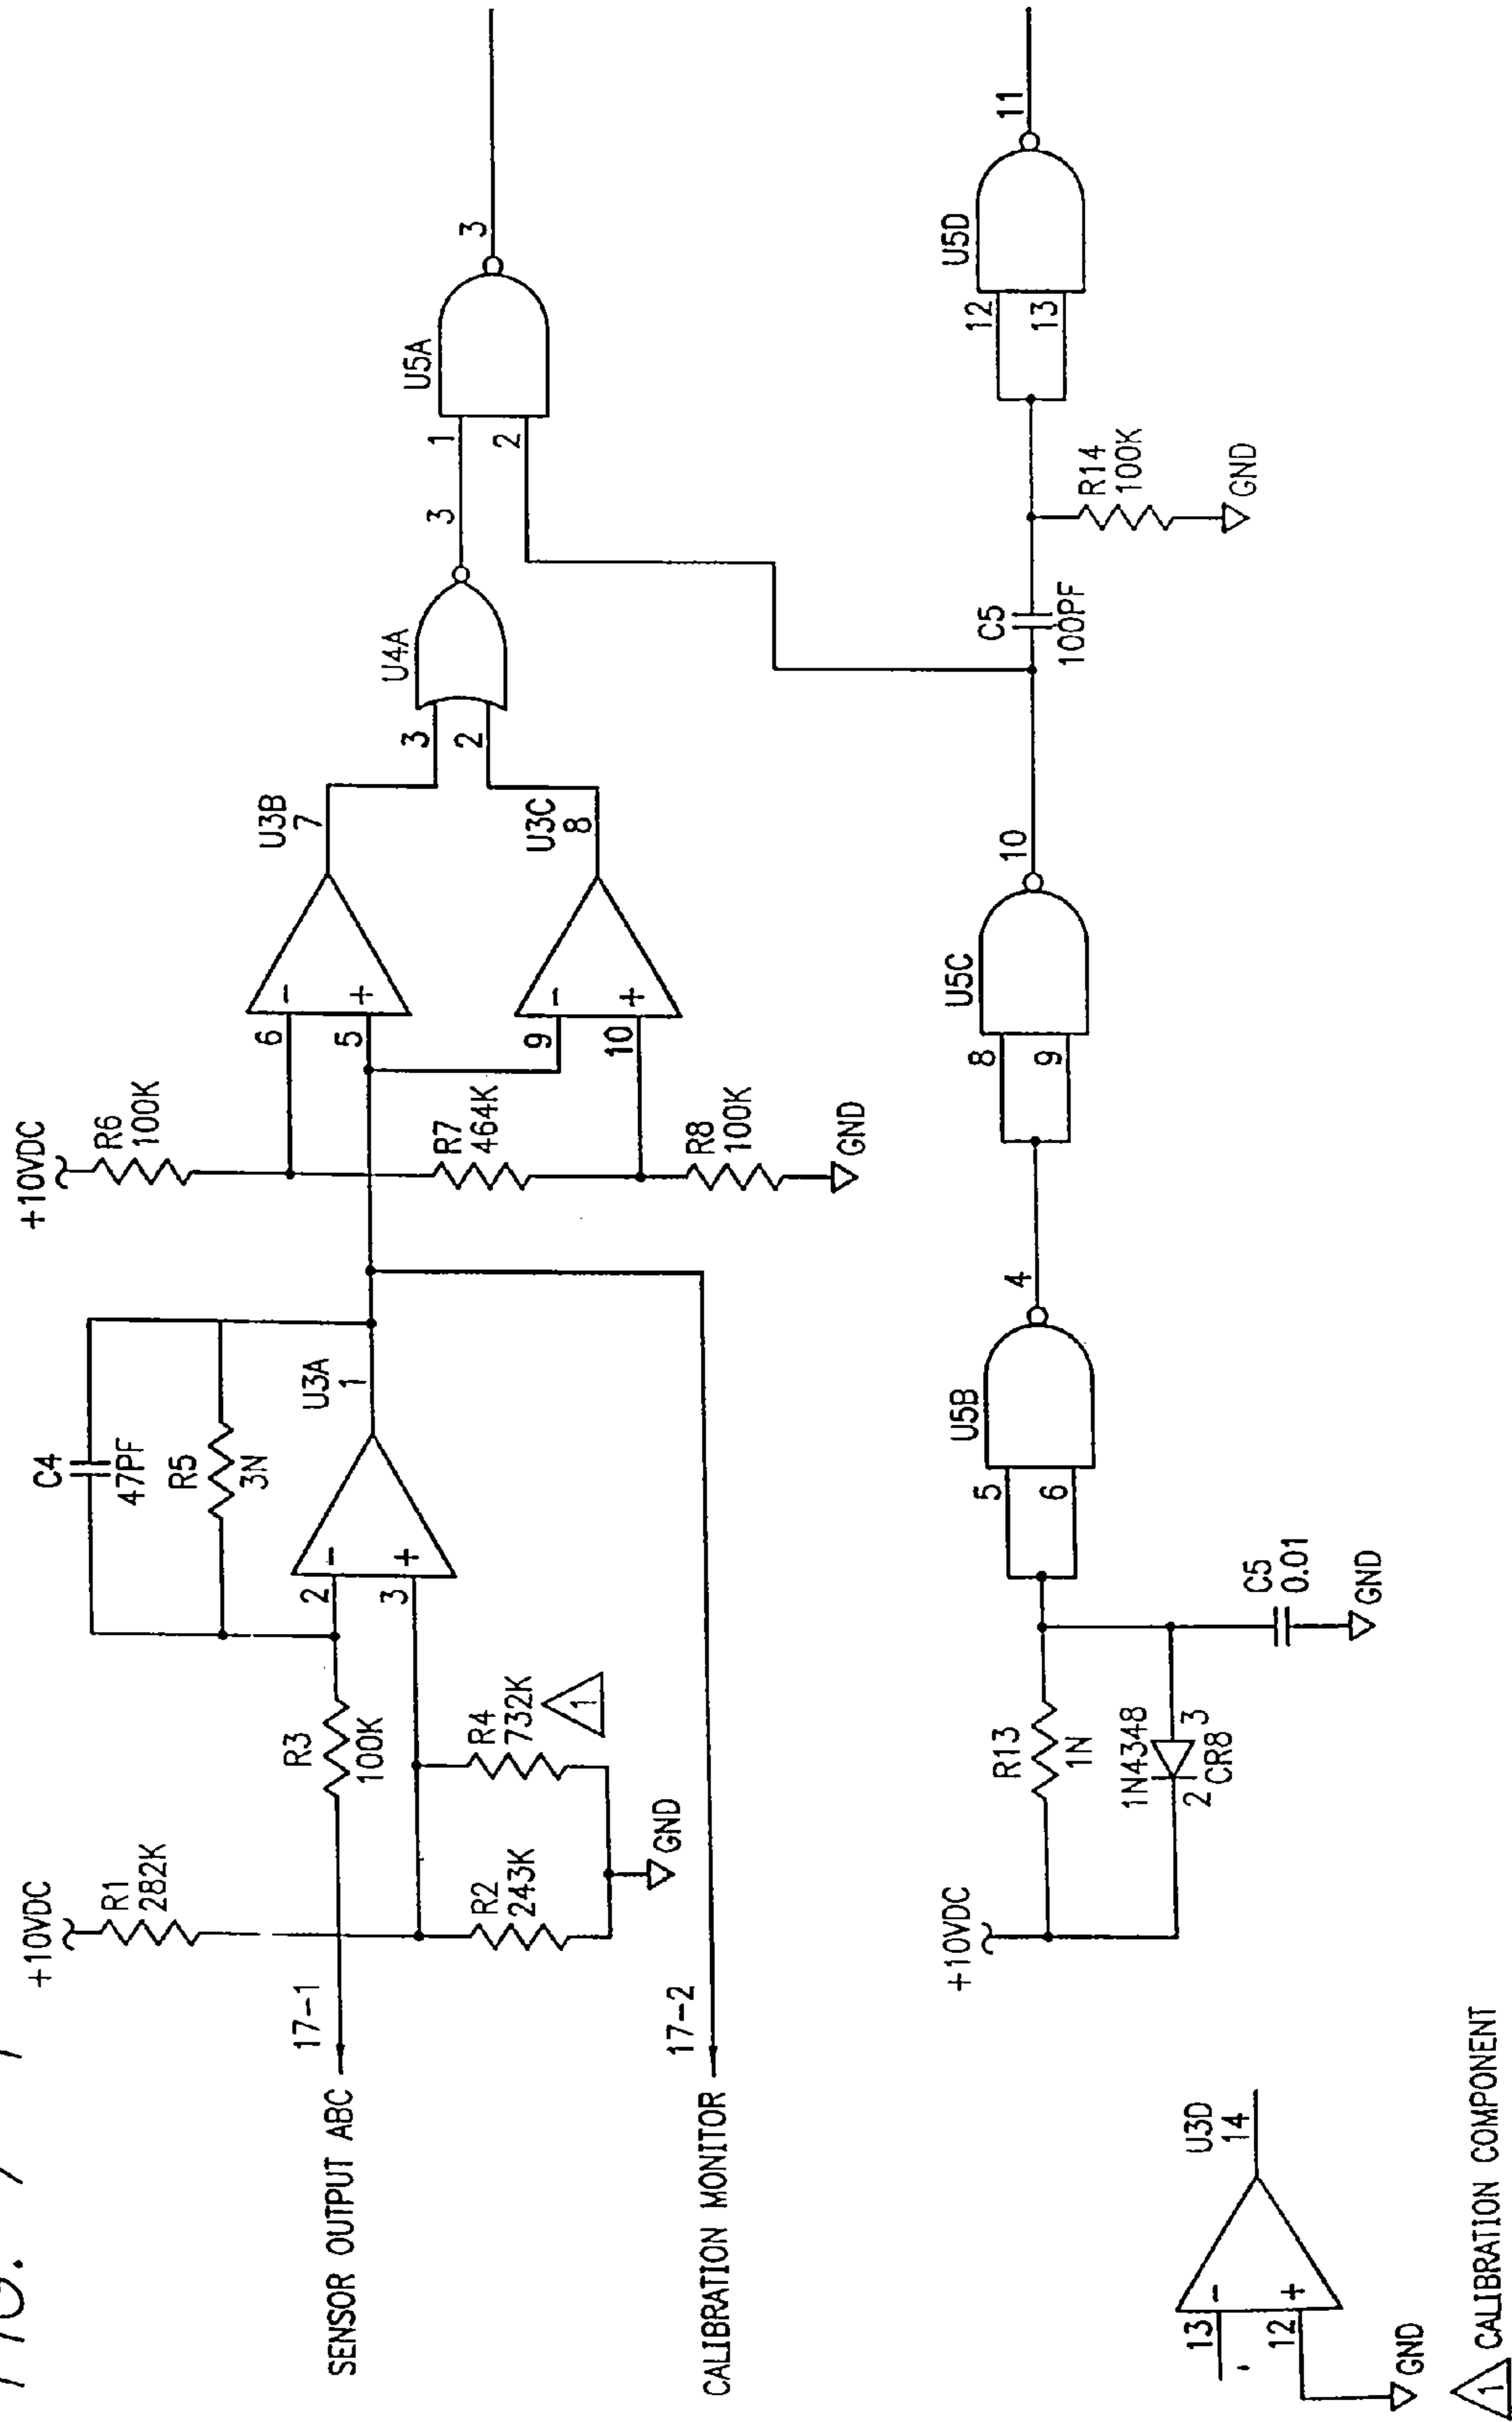 +10VDC
R1
282K
17-1
SENSOR OUTPUT ABC
R3
100K
C4
47PF
R5
3N
2
3
U3A
1
R2
243K
R4
732K
1
GND
17-2
CALIBRATION MONITOR
+10VDC
R6
100K
R7
464K
R8
100K
GND
6
5
U3B
7
9
10
U3C
8
3
2
U4A
3
1
2
U5A
3
+10VDC
R13
1N
1N4348
2
3
CR8
C5
0.01
GND
5
6
U5B
4
8
9
U5C
10
C5
100PF
R14
100K
GND
12
13
U5D
11
13
12
U3D
14
GND
1 CALIBRATION COMPONENT